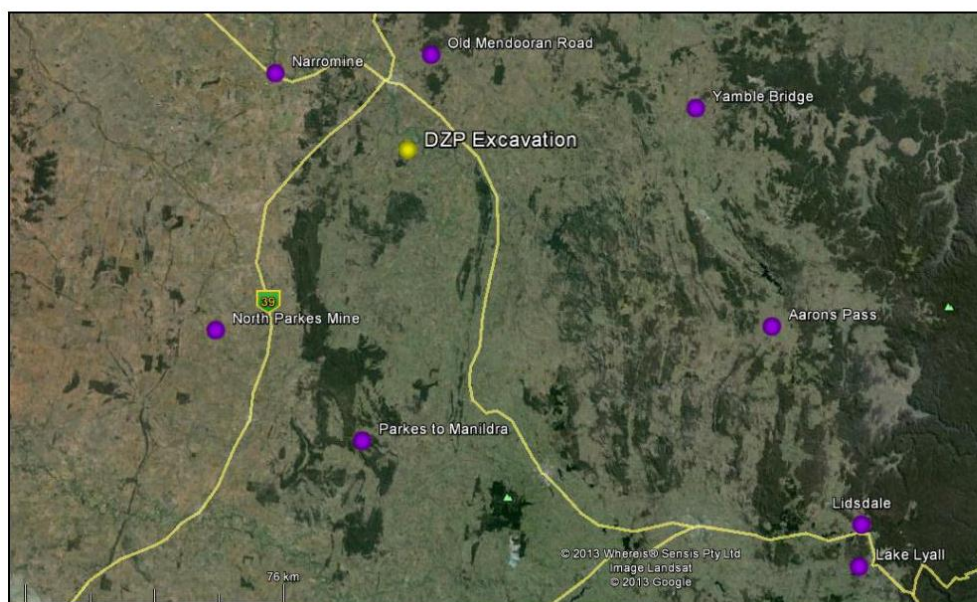 Old Mendooran Road
Narromine
Yamble Bridge
DZP Excavation
39
North Parkes Mine
Aarons Pass
Parkes to Manildra
Lidsdale
© 2013 Whereis® Sensis Pty Ltd
Image Landsat
© 2013 Google
Lake Lyall
76 km